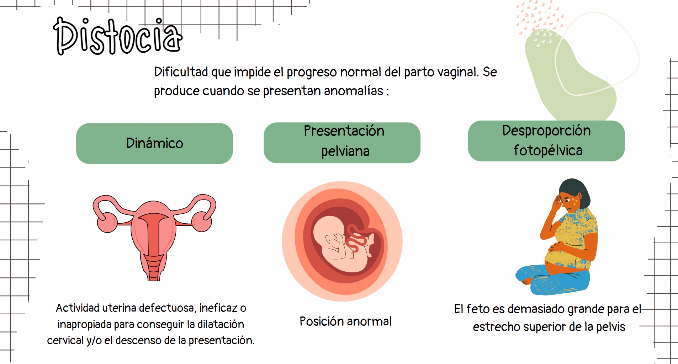 Distocia
Dificultad que impide el progreso normal del parto vaginal. Se
produce cuando se presentan anomalías :
Dinámico
Presentación
pelviana
Desproporción
fotopélvica
Actividad uterina defectuosa, ineficaz o
inapropiada para conseguir la dilatación
cervical y/o el descenso de la presentación.
Posición anormal
El feto es demasiado grande para el
estrecho superior de la pelvis